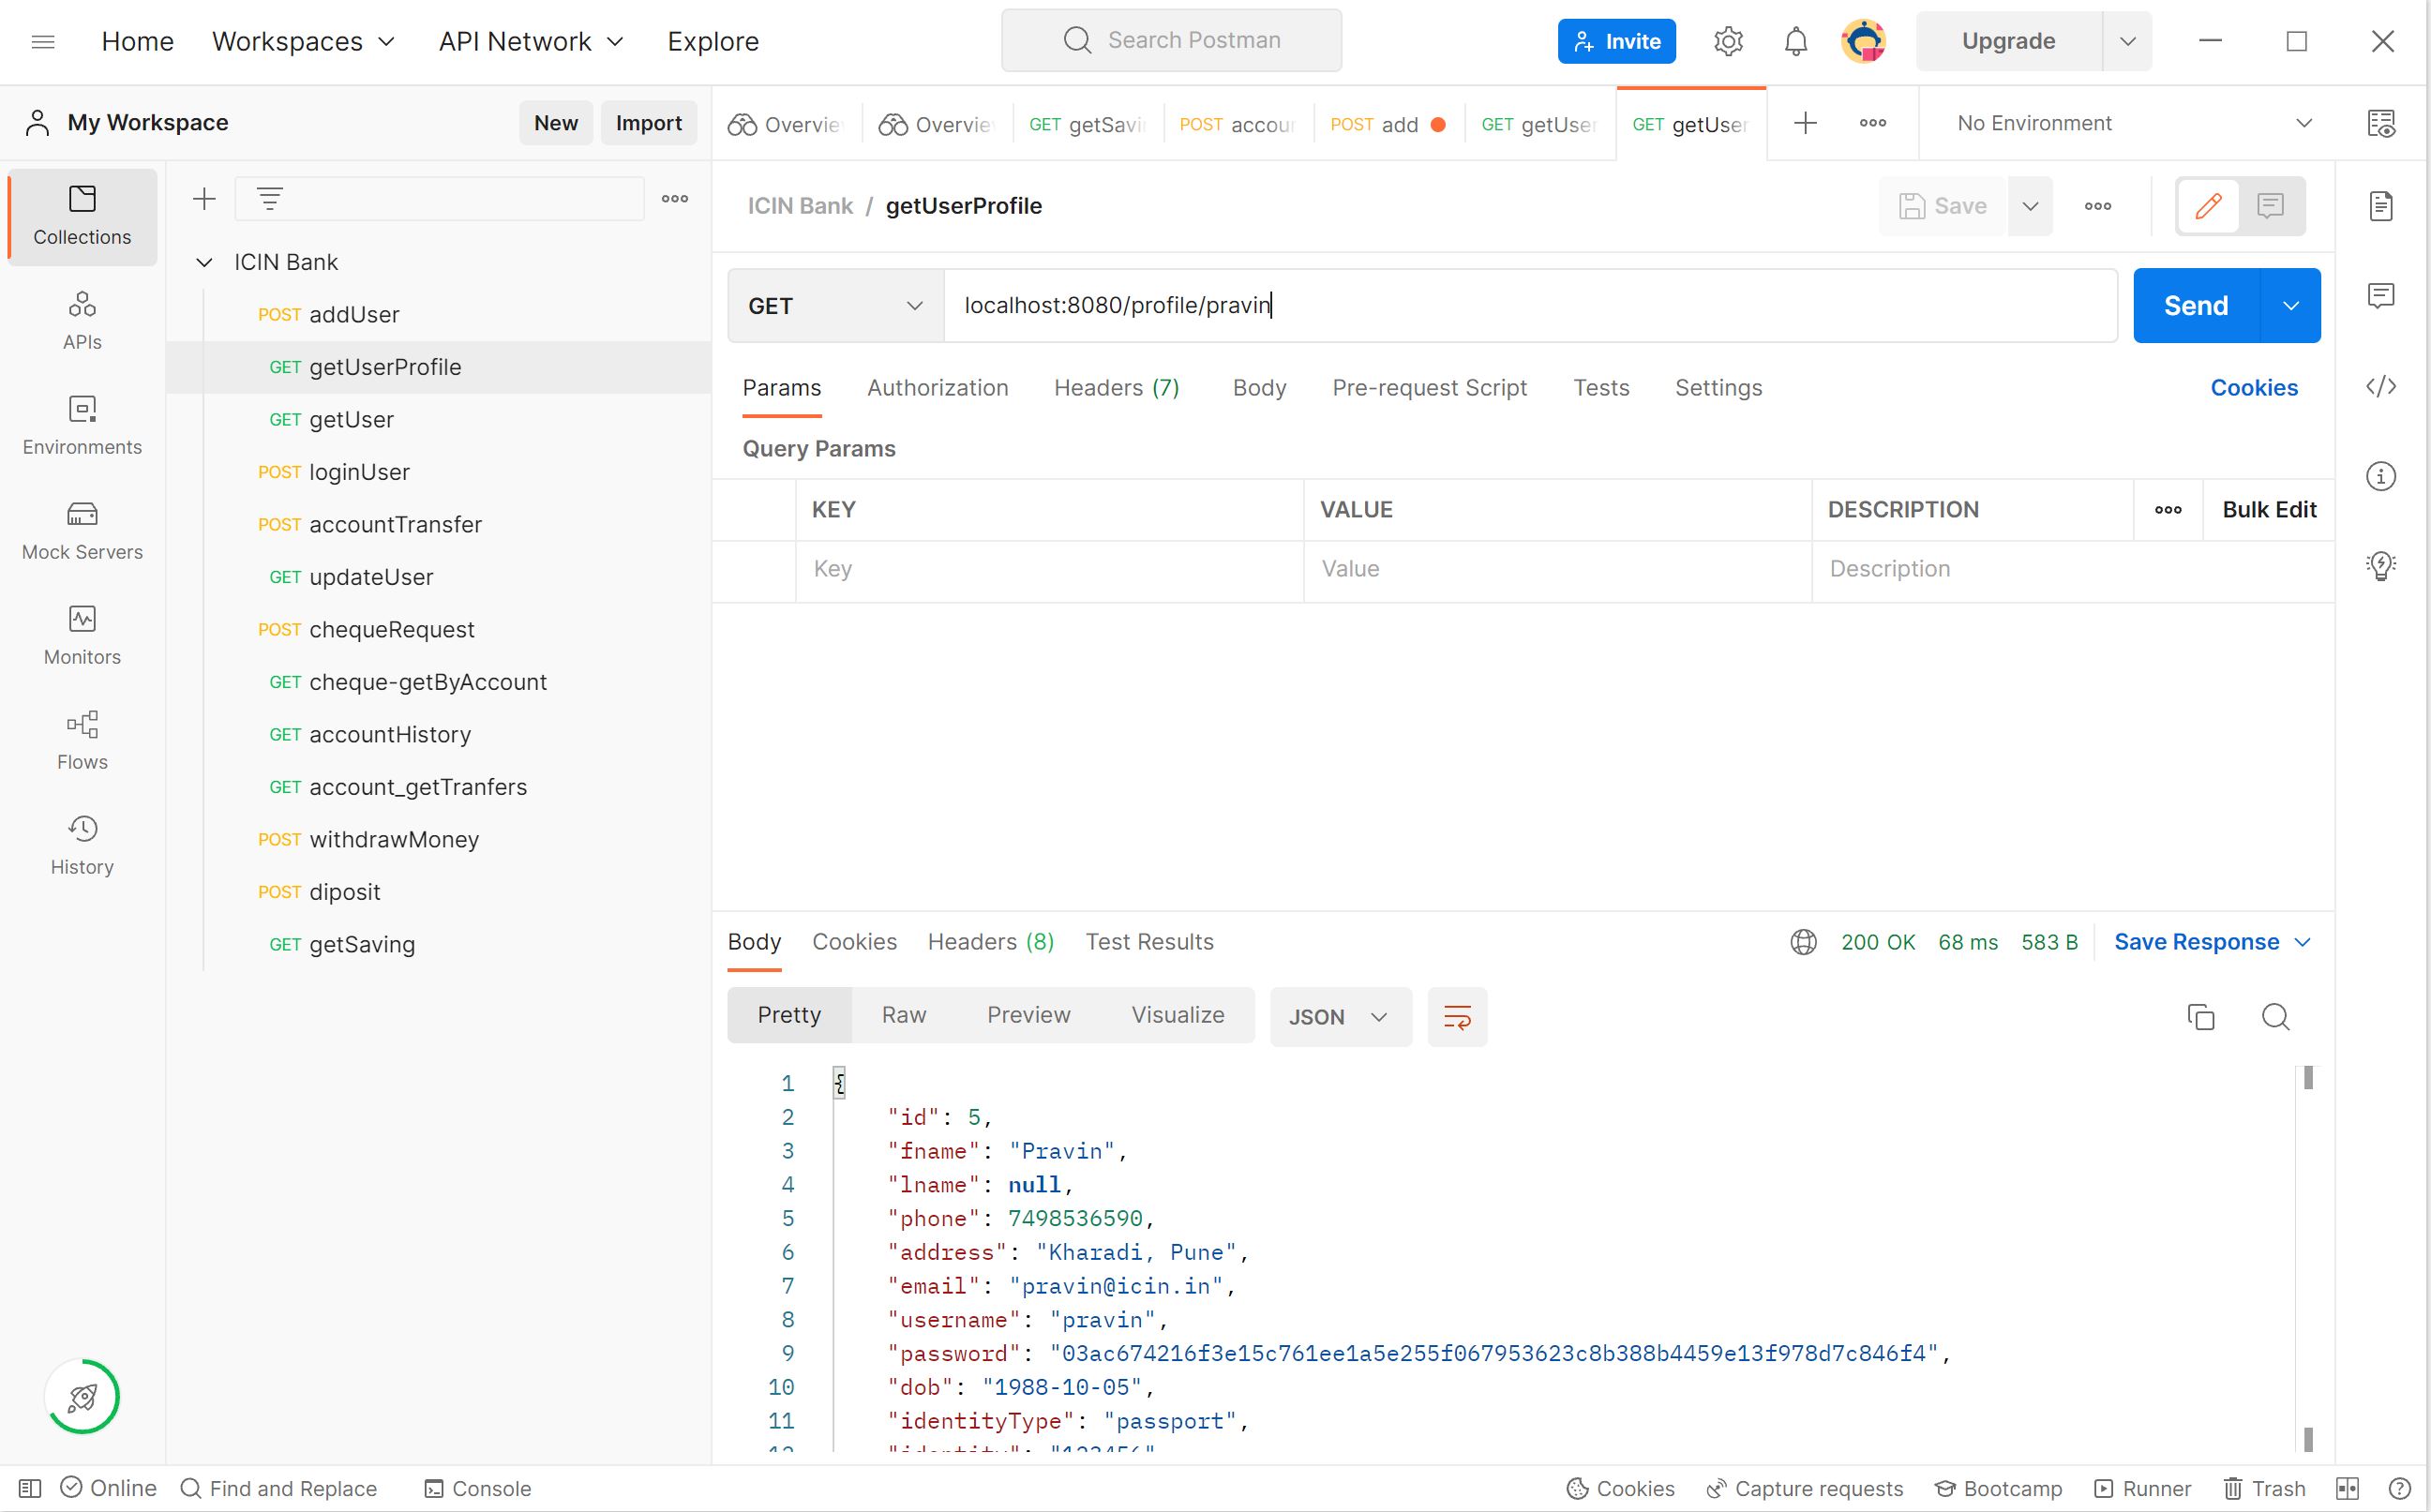 Home Workspaces API Network Explore Search Postman Invite Upgrade
My Workspace New Import
Overvie Overvie GET getSavi POST accour POST add GET getUser GET getUser No Environment
Collections
APIs
Environments
Mock Servers
Monitors
Flows
History
ICIN Bank
POST addUser
GET getUserProfile
GET getUser
POST loginUser
POST accountTransfer
GET updateUser
POST chequeRequest
GET cheque-getByAccount
GET accountHistory
GET account_getTranfers
POST withdrawMoney
POST diposit
GET getSaving
ICIN Bank / getUserProfile Save
GET localhost:8080/profile/pravin Send
Params Authorization Headers (7) Body Pre-request Script Tests Settings Cookies
Query Params
KEY VALUE DESCRIPTION Bulk Edit
Key Value Description
Body Cookies Headers (8) Test Results 200 OK 68 ms 583 B Save Response
Pretty Raw Preview Visualize JSON
1 {
2 "id": 5,
3 "fname": "Pravin",
4 "lname": null,
5 "phone": 7498536590,
6 "address": "Kharadi, Pune",
7 "email": "pravin@icin.in",
8 "username": "pravin",
9 "password": "03ac674216f3e15c761ee1a5e255f067953623c8b388b4459e13f978d7c846f4",
10 "dob": "1988-10-05",
11 "identityType": "passport",
Online Find and Replace Console Cookies Capture requests Bootcamp Runner Trash